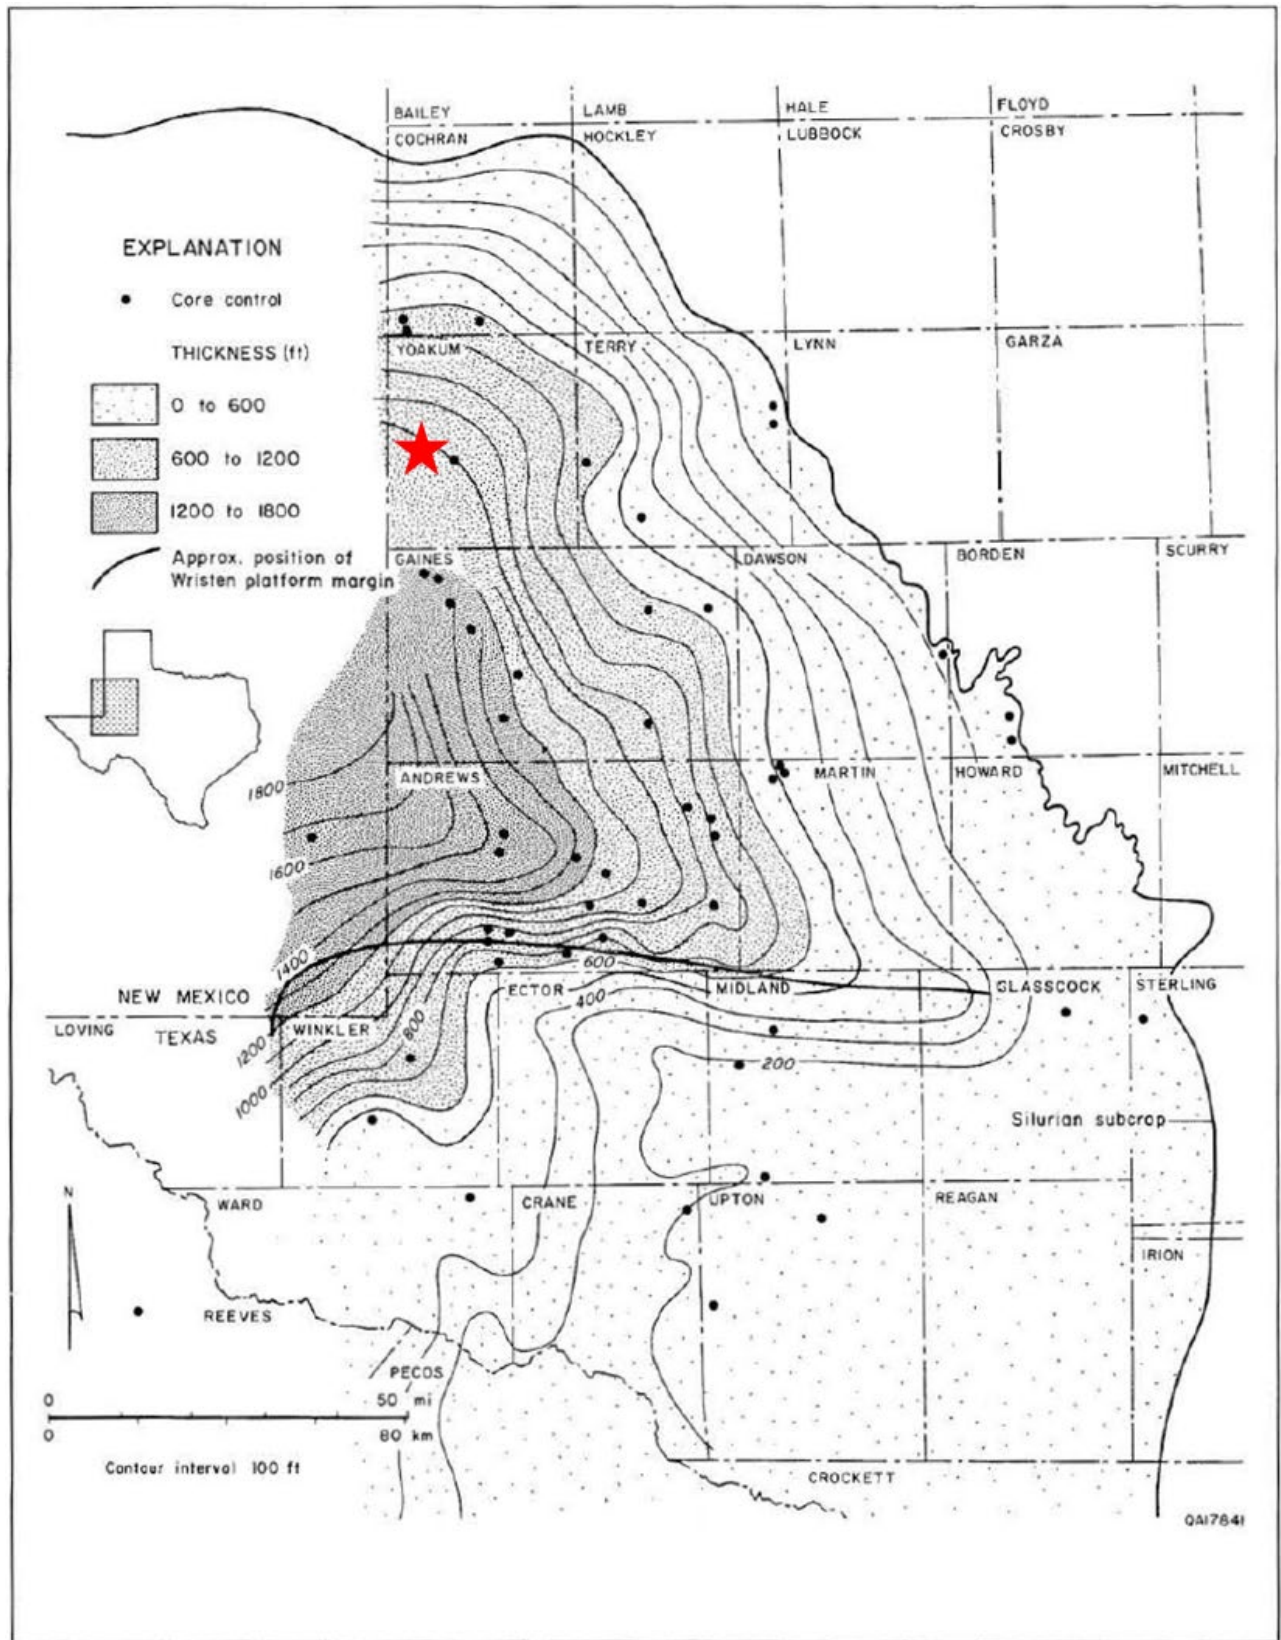 BAILEY
LAMB
HALE
FLOYD
COCHRAN
HOCKLEY
LUBBOCK
CROSBY
EXPLANATION
Core control
THICKNESS (ft)
0 to 600
600 to 1200
1200 to 1800
Approx. position of
Wristen platform margin
YOAKUM
TERRY
LYNN
GARZA
GAINES
DAWSON
BORDEN
SCURRY
1800
ANDREWS
MARTIN
HOWARD
MITCHELL
1600
1400
600
NEW MEXICO
ECTOR
400
MIDLAND
GLASSCOCK
STERLING
LOVING
TEXAS
WINKLER
800
1200
200
1000
Silurian subcrop
N
WARD
CRANE
UPTON
REAGAN
IRION
REEVES
PECOS
0 50 mi
0 80 km
Contour interval 100 ft
CROCKETT
QA17841